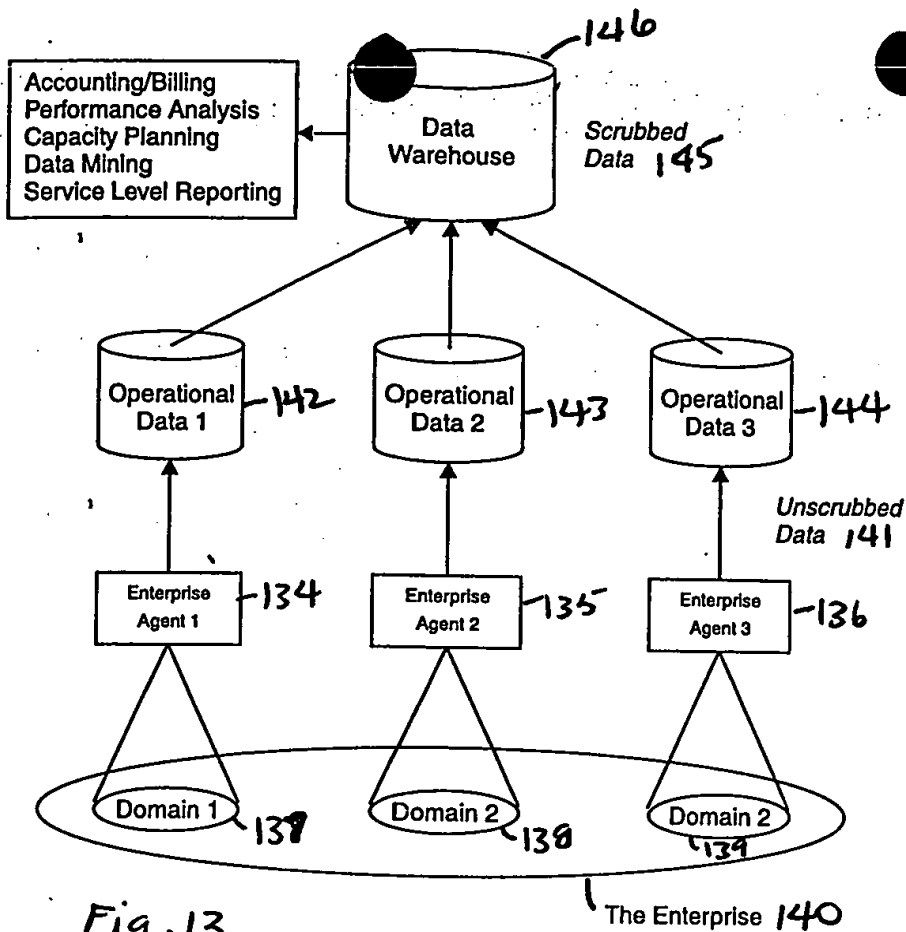 146
Accounting/Billing
Performance Analysis
Capacity Planning
Data Mining
Service Level Reporting
Data
Warehouse
Scrubbed
Data 145
Operational
Data 1
142
Operational
Data 2
143
Operational
Data 3
144
Unscrubbed
Data 141
Enterprise
Agent 1
134
Enterprise
Agent 2
135
Enterprise
Agent 3
136
Domain 1
Domain 2
138
Domain 2
139
The Enterprise 140
Fig. 13